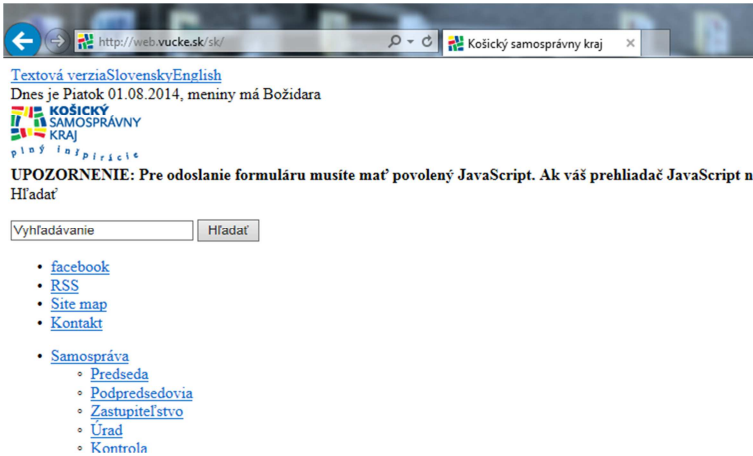 http://web.vucke.sk/sk/
Košický samosprávny kraj
Textová verziaSlovenskyEnglish
Dnes je Piatok 01.08.2014, meniny má Božidara
KOŠICKÝ
SAMOSPRÁVNY
KRAJ
plný inšpirácie
UPOZORNENIE: Pre odoslanie formuláru musíte mať povolený JavaScript. Ak váš prehliadač JavaScript n
Hľadať
Vyhľadávanie Hľadať
• facebook
• RSS
• Site map
• Kontakt
• Samospráva
◦ Predseda
◦ Podpredsedovia
◦ Zastupiteľstvo
◦ Úrad
◦ Kontrola